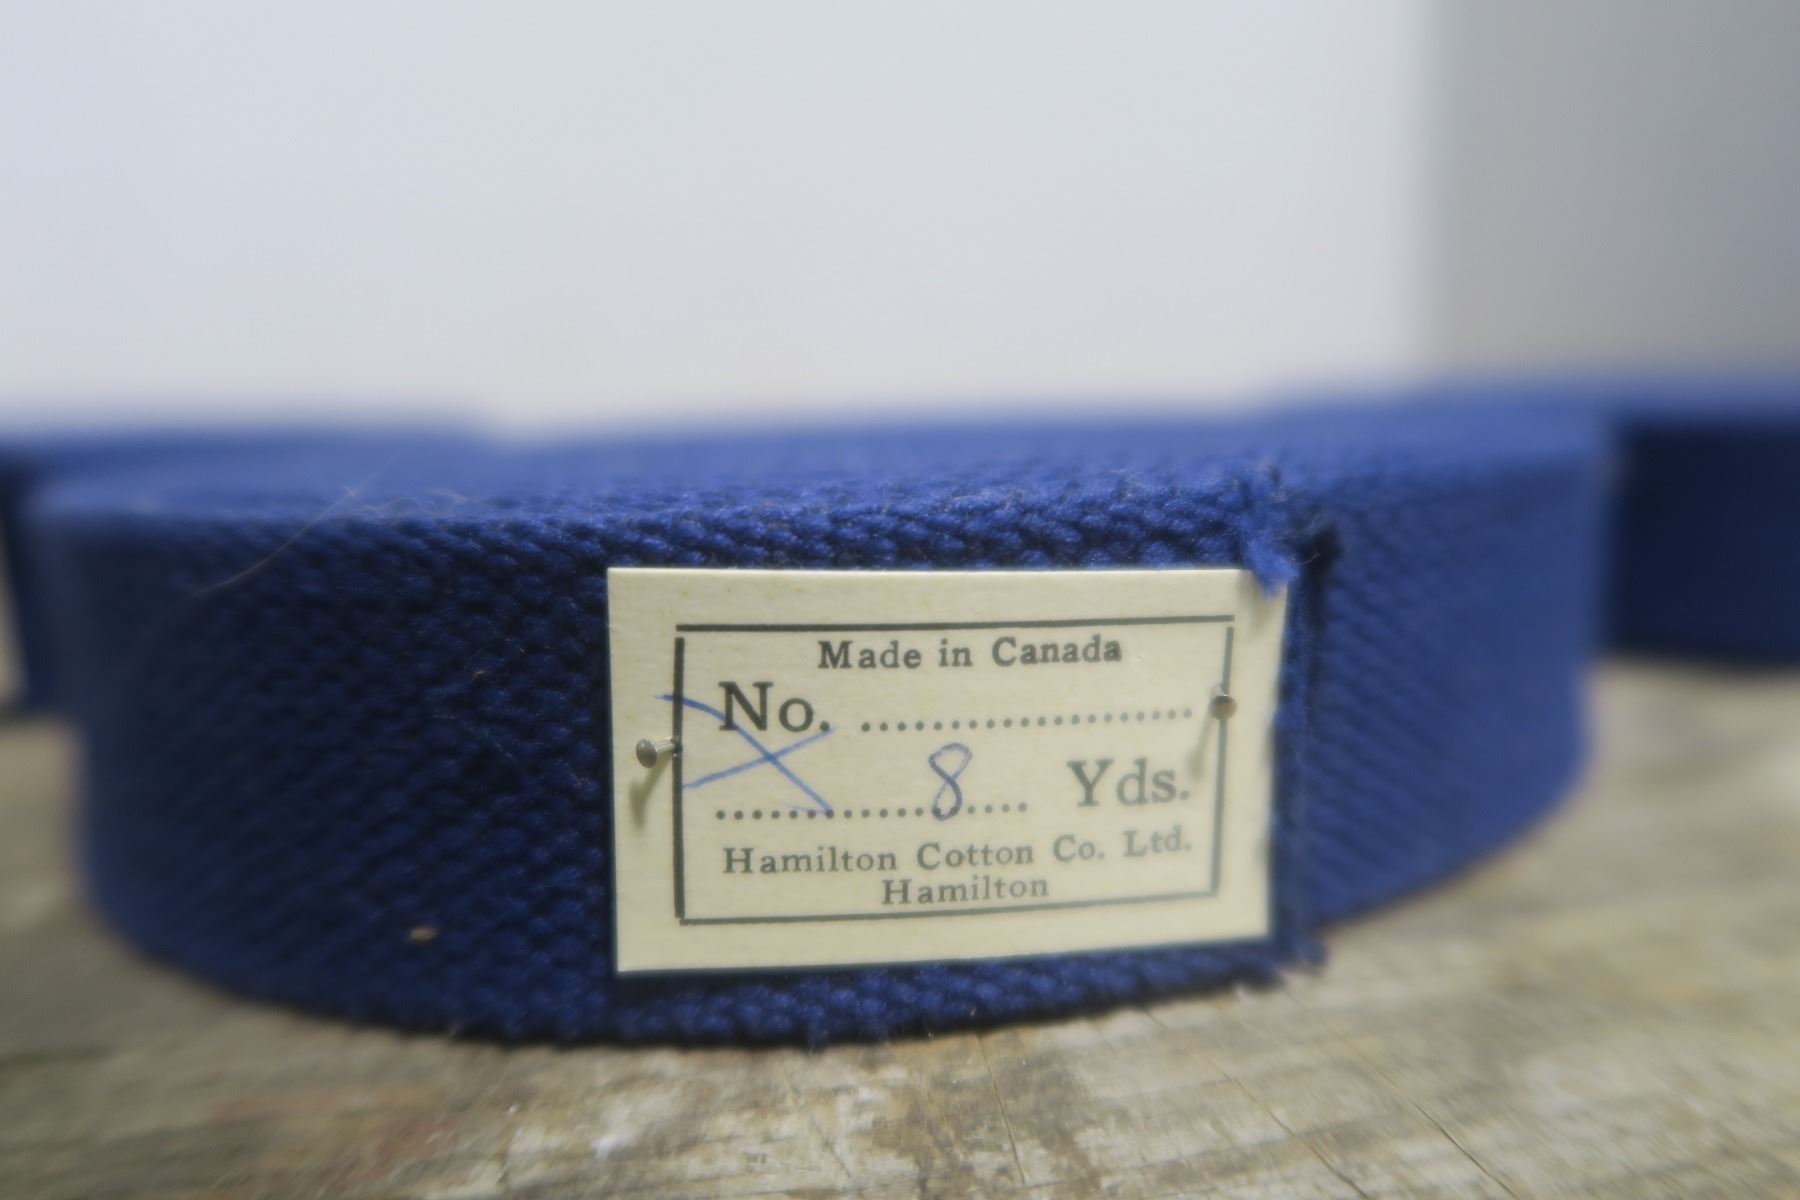 Made in Canada
No. ....................
X .............8.... Yds.
Hamilton Cotton Co. Ltd.
Hamilton